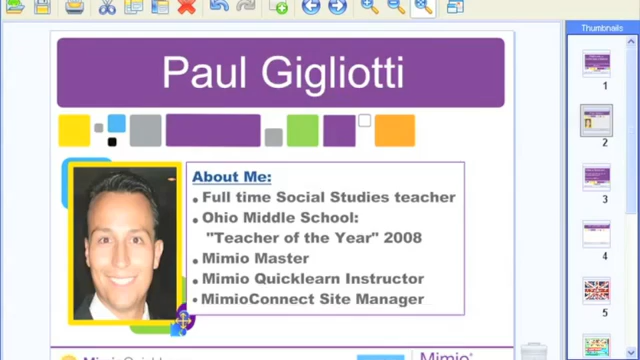 Thumbnails
Paul Gigliotti
About Me:
• Full time Social Studies teacher
• Ohio Middle School:
"Teacher of the Year" 2008
• Mimio Master
• Mimio Quicklearn Instructor
• MimioConnect Site Manager
Mimio®
1
2
3
4
5